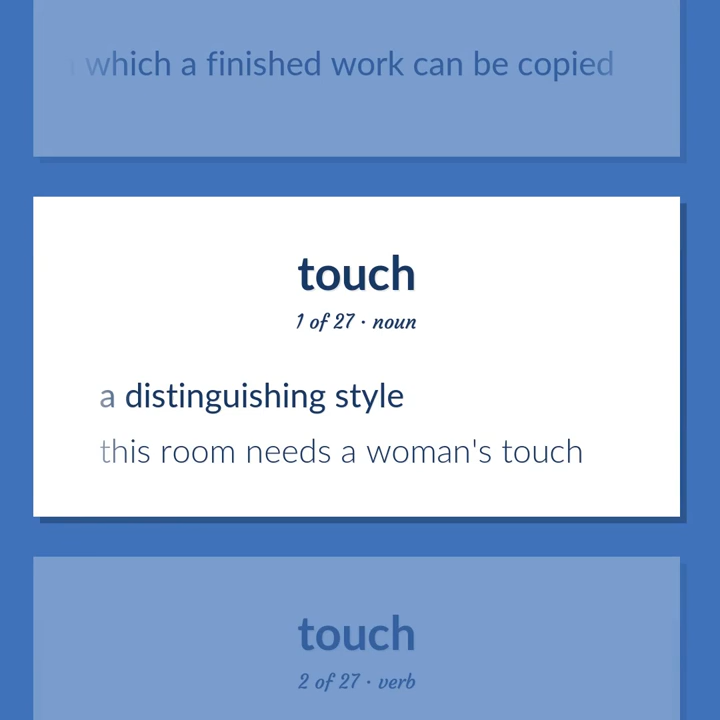 which a finished work can be copied
touch
1 of 27 · noun
a distinguishing style
this room needs a woman's touch
touch
2 of 27 · verb